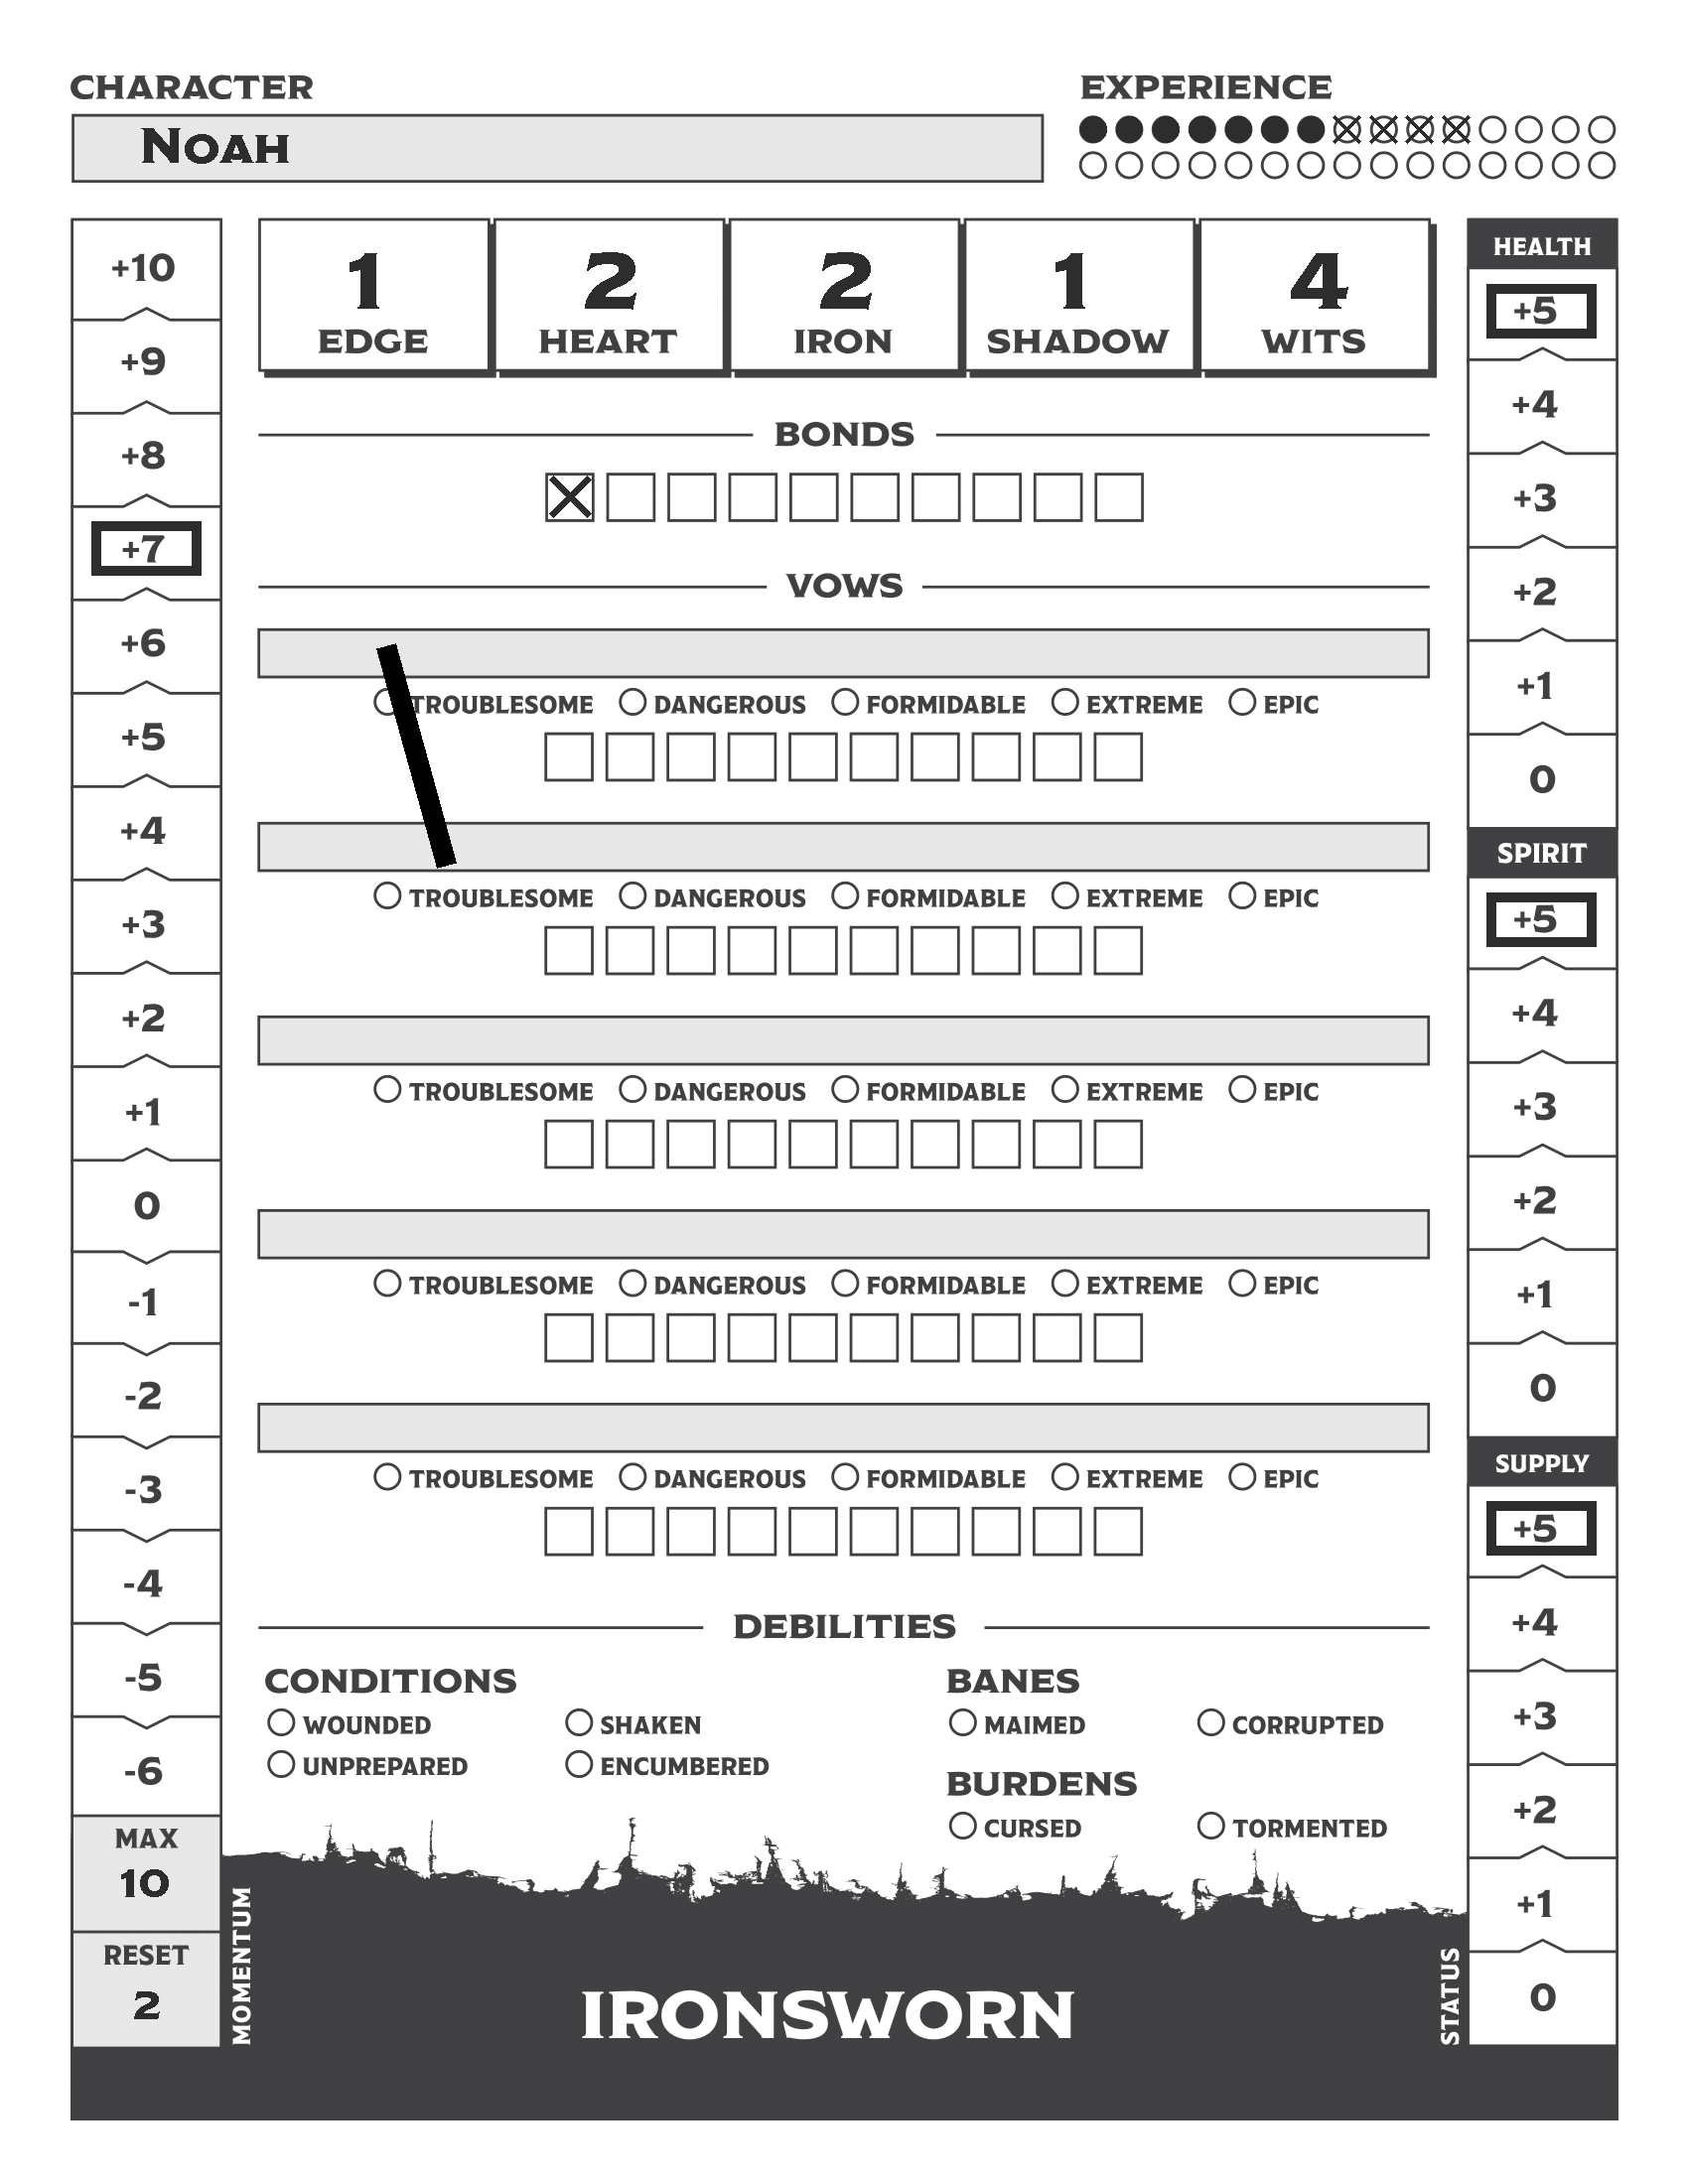 CHARACTER
EXPERIENCE
NOAH
+10
+9
+8
+7
+6
+5
+4
+3
+2
+1
0
-1
-2
-3
-4
-5
-6
MAX
10
RESET
2
MOMENTUM
1 2 2 1 4
EDGE HEART IRON SHADOW WITS
BONDS
VOWS
TROUBLESOME DANGEROUS FORMIDABLE EXTREME EPIC
TROUBLESOME DANGEROUS FORMIDABLE EXTREME EPIC
TROUBLESOME DANGEROUS FORMIDABLE EXTREME EPIC
TROUBLESOME DANGEROUS FORMIDABLE EXTREME EPIC
TROUBLESOME DANGEROUS FORMIDABLE EXTREME EPIC
DEBILITIES
CONDITIONS
WOUNDED SHAKEN
UNPREPARED ENCUMBERED
BANES
MAIMED CORRUPTED
BURDENS
CURSED TORMENTED
IRONSWORN
HEALTH
+5
+4
+3
+2
+1
0
SPIRIT
+5
+4
+3
+2
+1
0
SUPPLY
+5
+4
+3
+2
+1
0
STATUS